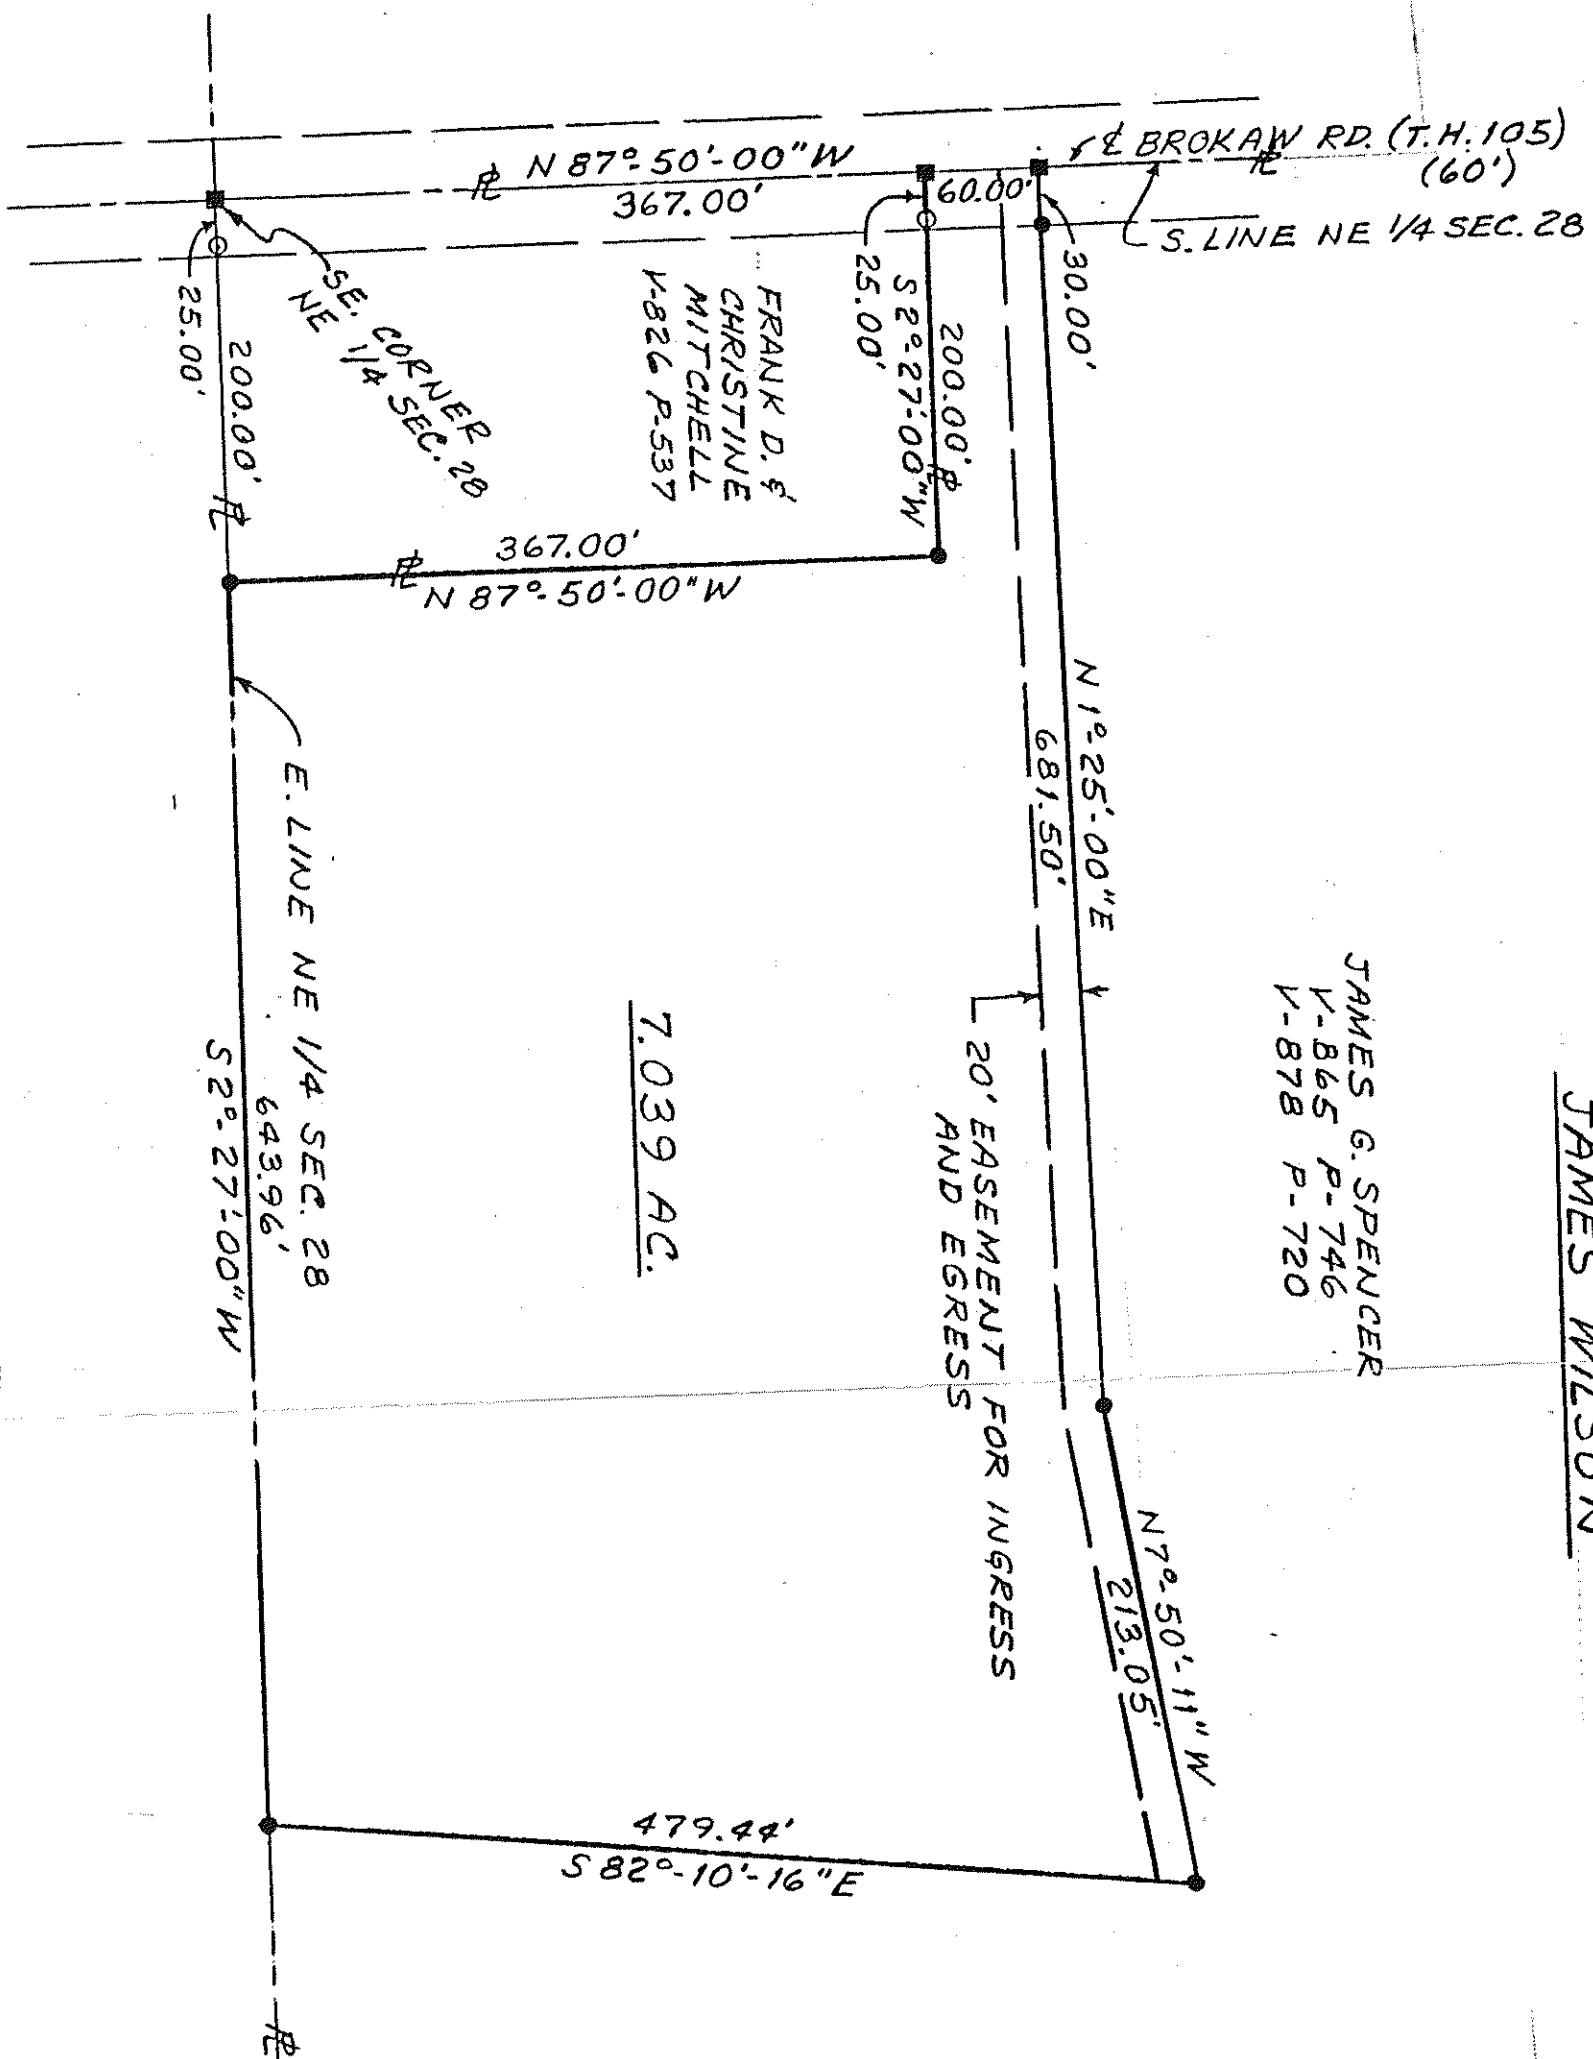 N 87°-50'-00" W
367.00'
60.00'
℄ BROKAW RD. (T.H. 105)
(60')
S. LINE NE 1/4 SEC. 28
SE. CORNER
NE 1/4 SEC. 28
25.00'
200.00'
FRANK D. &
CHRISTINE
MITCHELL
V-826 P-537
200.00'
S 2°-27'-00" W
25.00'
30.00'
367.00'
N 87°-50'-00" W
N 1°-25'-00" E
681.50'
JAMES WILSON
JAMES G. SPENCER
V-865 P-746
V-878 P-720
20' EASEMENT FOR INGRESS
AND EGRESS
7.039 AC.
E. LINE NE 1/4 SEC. 28
643.96'
S 2°-27'-00" W
N 7°-50'-11" W
213.05'
479.44'
S 82°-10'-16" E